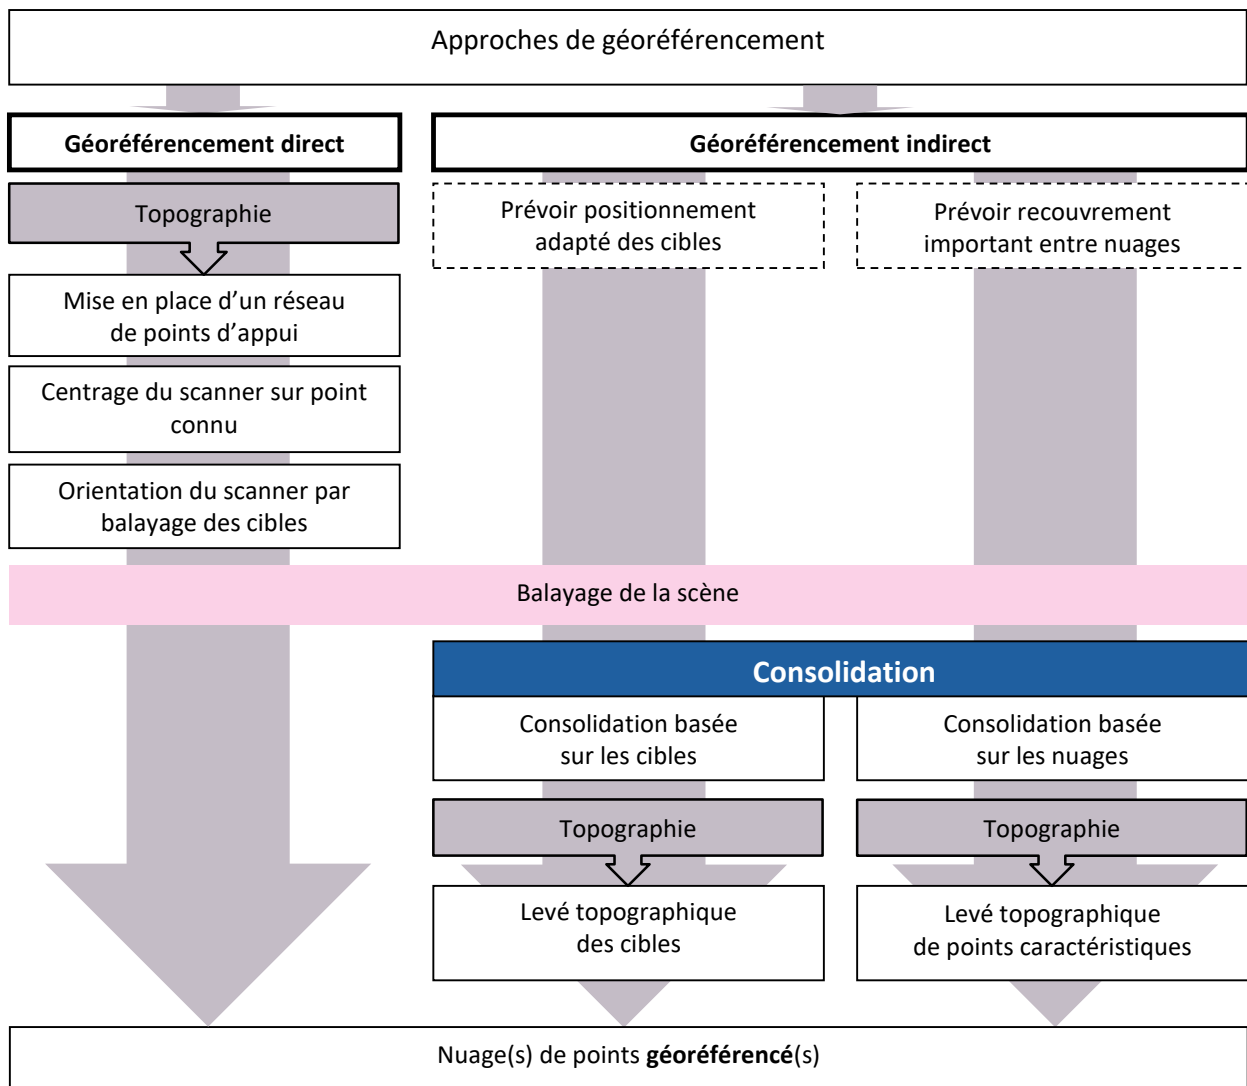 Approches de géoréférencement
Géoréférencement direct
Géoréférencement indirect
Topographie
Prévoir positionnement
adapté des cibles
Prévoir recouvrement
important entre nuages
Mise en place d’un réseau
de points d’appui
Centrage du scanner sur point
connu
Orientation du scanner par
balayage des cibles
Balayage de la scène
Consolidation
Consolidation basée
sur les cibles
Consolidation basée
sur les nuages
Topographie
Topographie
Levé topographique
des cibles
Levé topographique
de points caractéristiques
Nuage(s) de points géoréférencé(s)